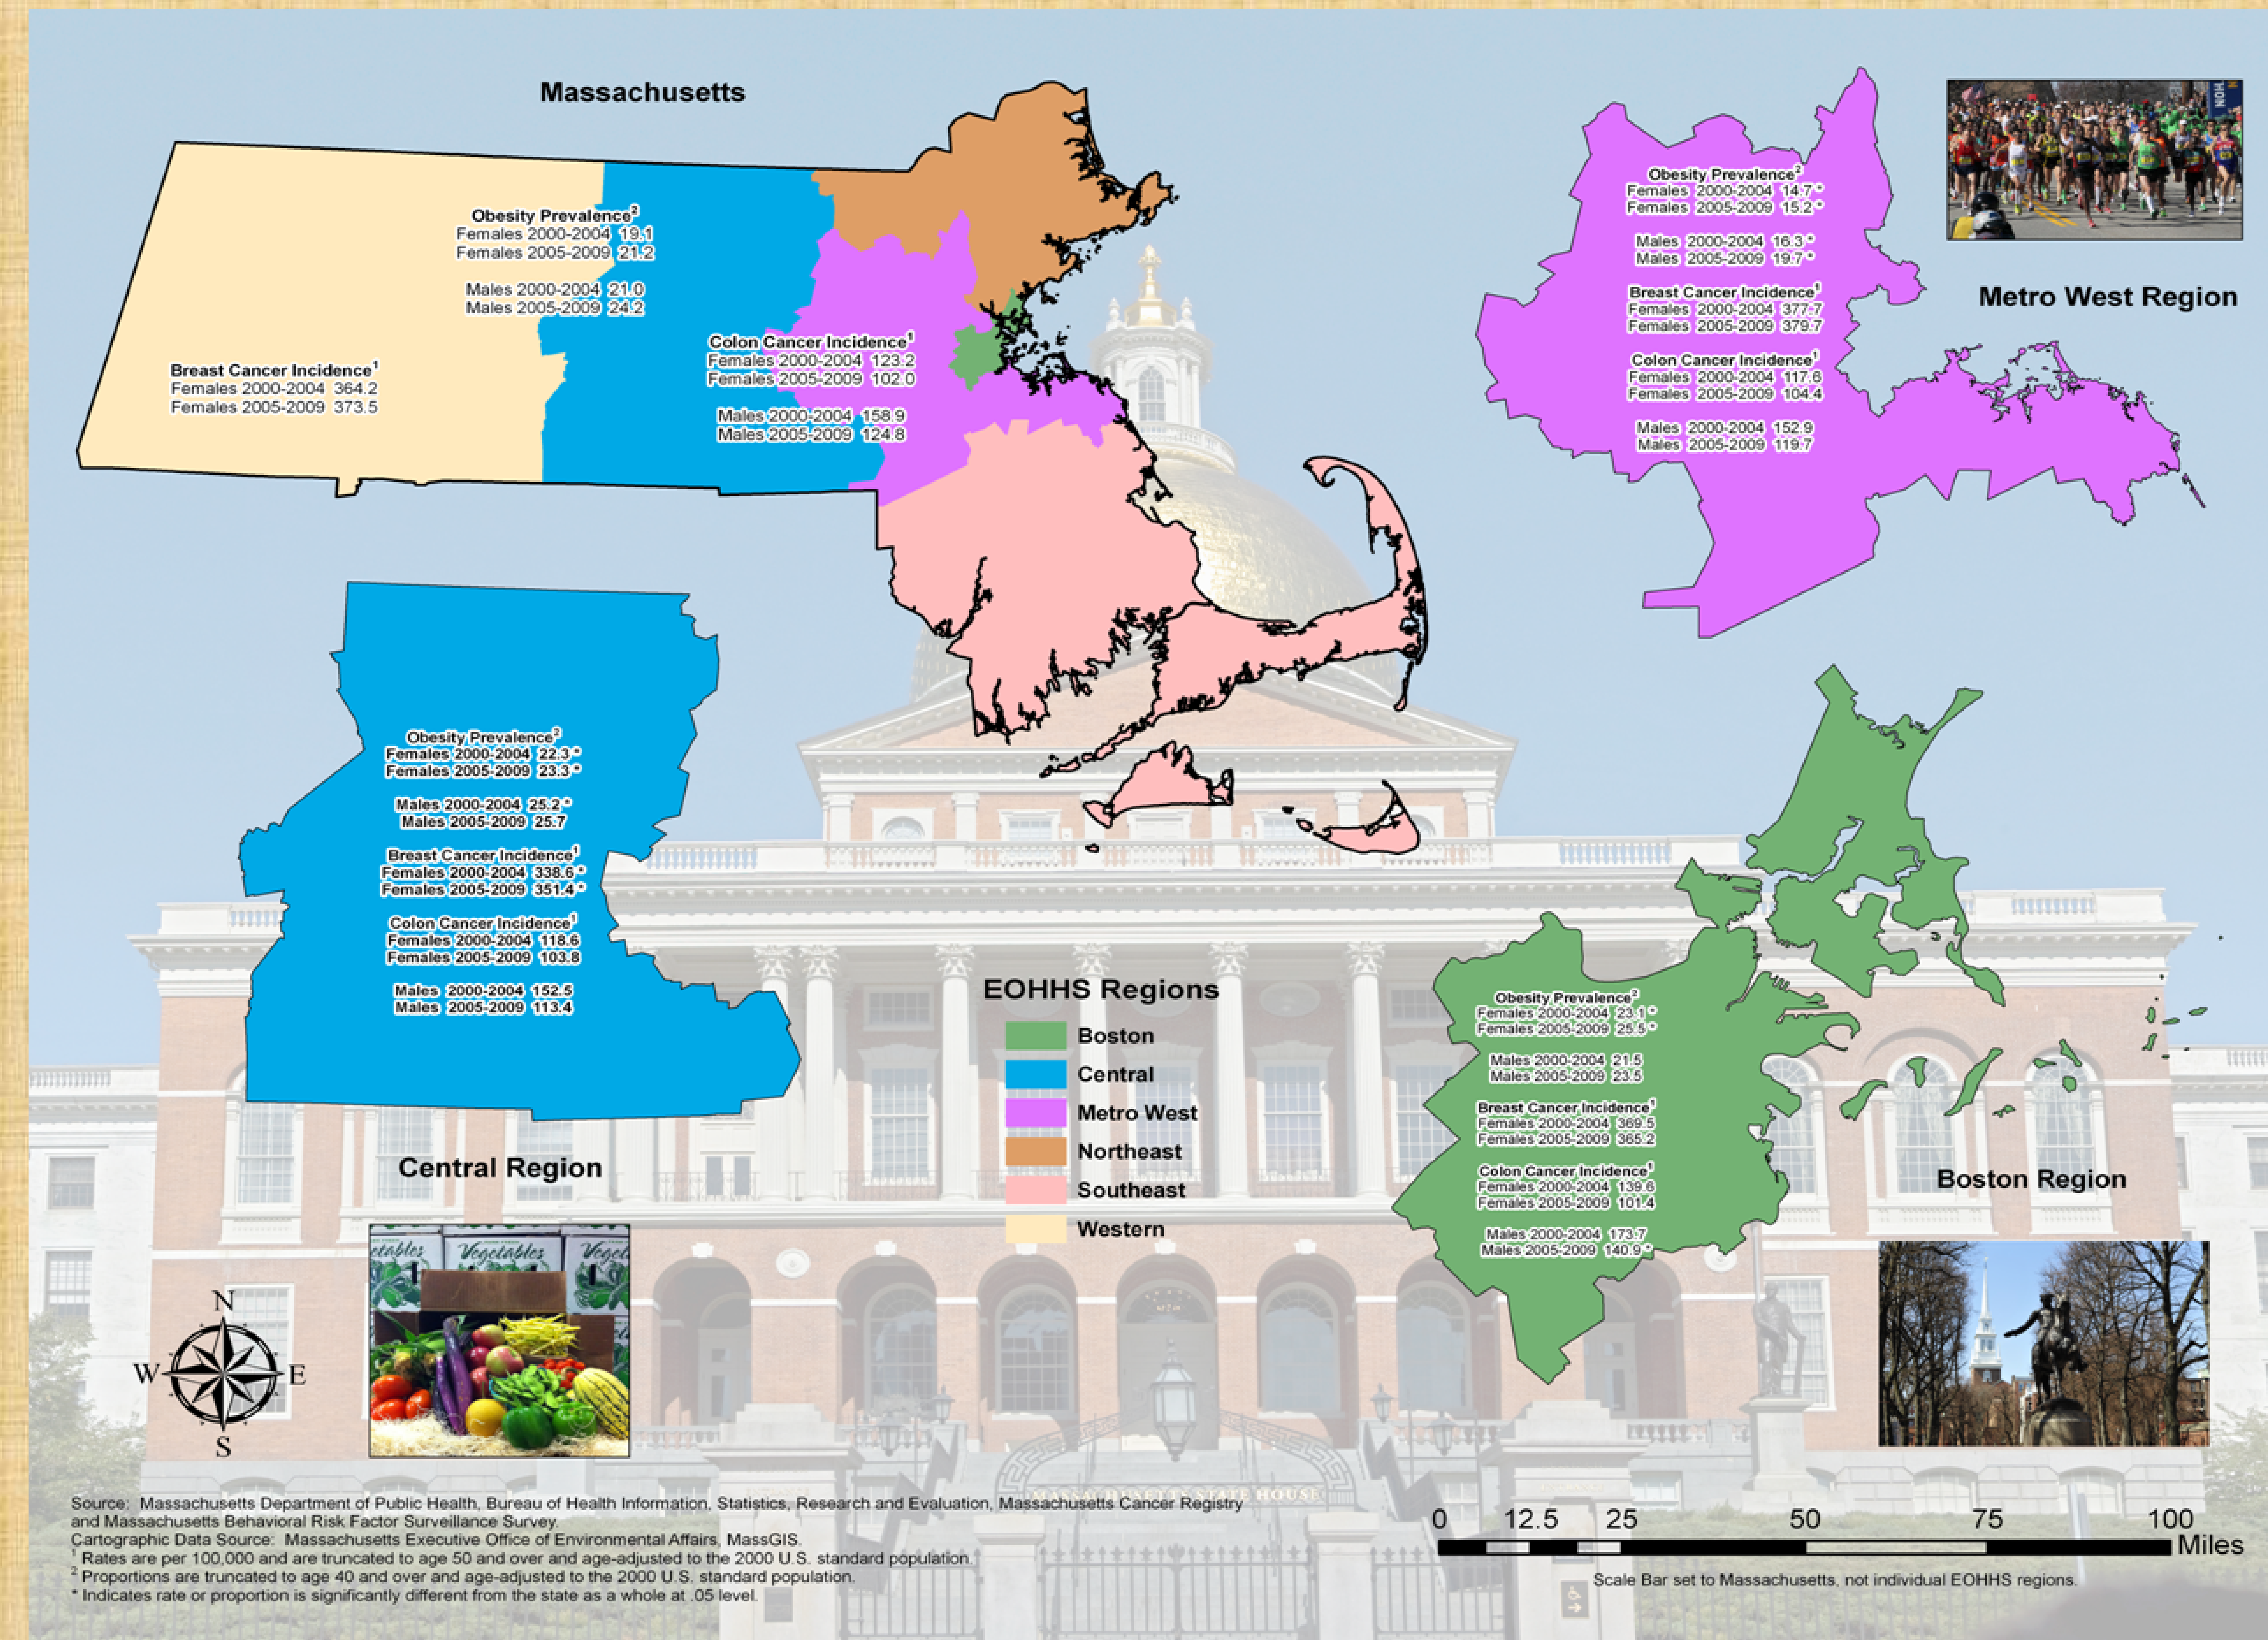 Massachusetts
Obesity Prevalence²
Females 2000-2004 19.1
Females 2005-2009 21.2
Males 2000-2004 21.0
Males 2005-2009 24.2
Breast Cancer Incidence¹
Females 2000-2004 364.2
Females 2005-2009 373.5
Colon Cancer Incidence¹
Females 2000-2004 123.2
Females 2005-2009 102.0
Males 2000-2004 158.9
Males 2005-2009 124.8
Obesity Prevalence²
Females 2000-2004 14.7 *
Females 2005-2009 15.2 *
Males 2000-2004 16.3 *
Males 2005-2009 19.7 *
Breast Cancer Incidence¹
Females 2000-2004 377.7
Females 2005-2009 379.7
Colon Cancer Incidence¹
Females 2000-2004 117.6
Females 2005-2009 104.4
Males 2000-2004 152.9
Males 2005-2009 119.7
Metro West Region
Obesity Prevalence²
Females 2000-2004 22.3 *
Females 2005-2009 23.3 *
Males 2000-2004 25.2 *
Males 2005-2009 25.7
Breast Cancer Incidence¹
Females 2000-2004 338.6 *
Females 2005-2009 351.4 *
Colon Cancer Incidence¹
Females 2000-2004 118.6
Females 2005-2009 103.8
Males 2000-2004 152.5
Males 2005-2009 113.4
Central Region
EOHHS Regions
Boston
Central
Metro West
Northeast
Southeast
Western
Obesity Prevalence²
Females 2000-2004 23.1 *
Females 2005-2009 25.5 *
Males 2000-2004 21.5
Males 2005-2009 23.5
Breast Cancer Incidence¹
Females 2000-2004 369.5
Females 2005-2009 365.2
Colon Cancer Incidence¹
Females 2000-2004 139.6
Females 2005-2009 101.4
Males 2000-2004 173.7
Males 2005-2009 140.9 *
Boston Region
Vegetables
N
W E
S
MASSACHUSETTS STATE HOUSE
Source: Massachusetts Department of Public Health, Bureau of Health Information, Statistics, Research and Evaluation, Massachusetts Cancer Registry
and Massachusetts Behavioral Risk Factor Surveillance Survey.
Cartographic Data Source: Massachusetts Executive Office of Environmental Affairs, MassGIS.
¹ Rates are per 100,000 and are truncated to age 50 and over and age-adjusted to the 2000 U.S. standard population.
² Proportions are truncated to age 40 and over and age-adjusted to the 2000 U.S. standard population.
* Indicates rate or proportion is significantly different from the state as a whole at .05 level.
0 12.5 25 50 75 100
Miles
Scale Bar set to Massachusetts, not individual EOHHS regions.